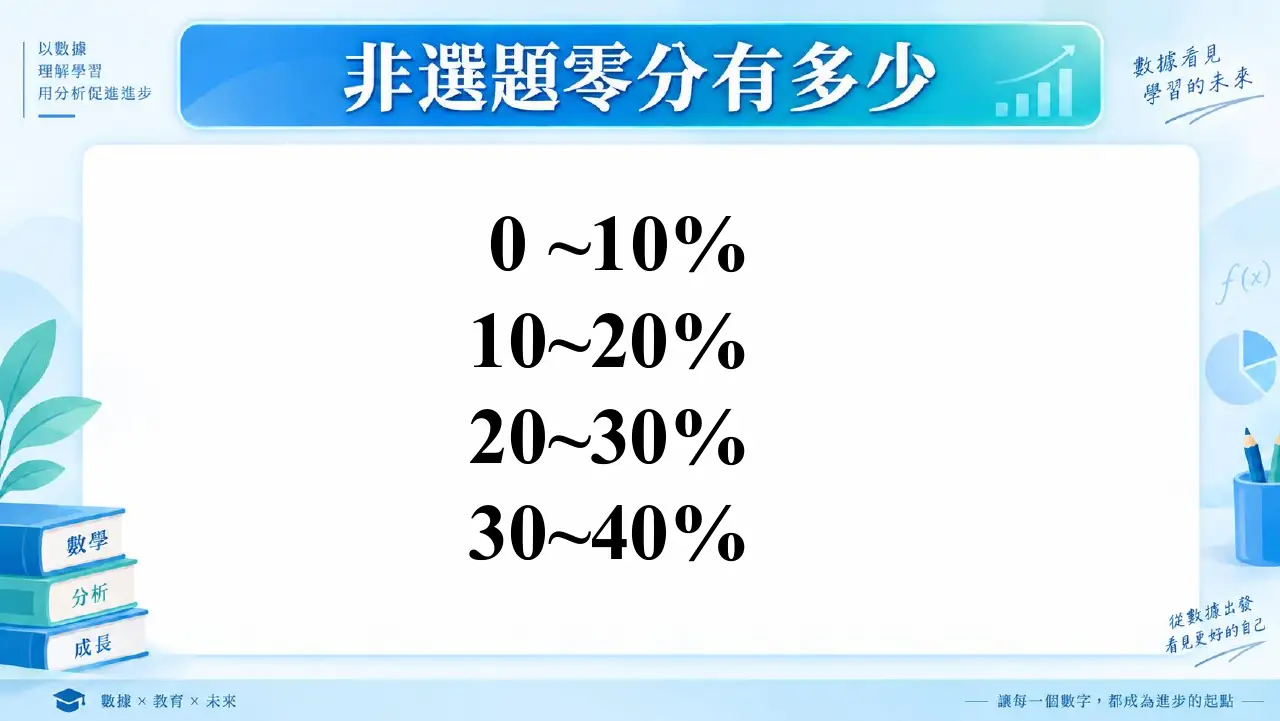 以數據
理解學習
用分析促進進步
非選題零分有多少
數據看見
學習的未來
0 ~10%
10~20%
20~30%
30~40%
f(x)
數學
分析
成長
從數據出發
看見更好的自己
數據 × 教育 × 未來
讓每一個數字，都成為進步的起點